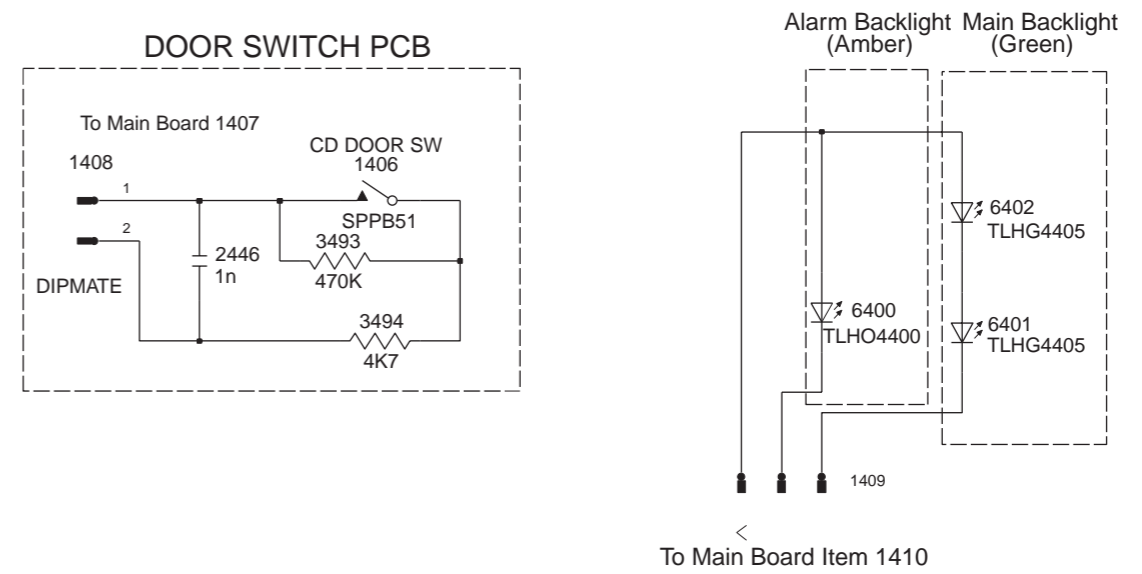 DOOR SWITCH PCB
To Main Board 1407
1408
1
2
DIPMATE
CD DOOR SW
1406
SPPB51
2446
1n
3493
470K
3494
4K7
Alarm Backlight
(Amber)
Main Backlight
(Green)
6402
TLHG4405
6400
TLHO4400
6401
TLHG4405
1409
<
To Main Board Item 1410